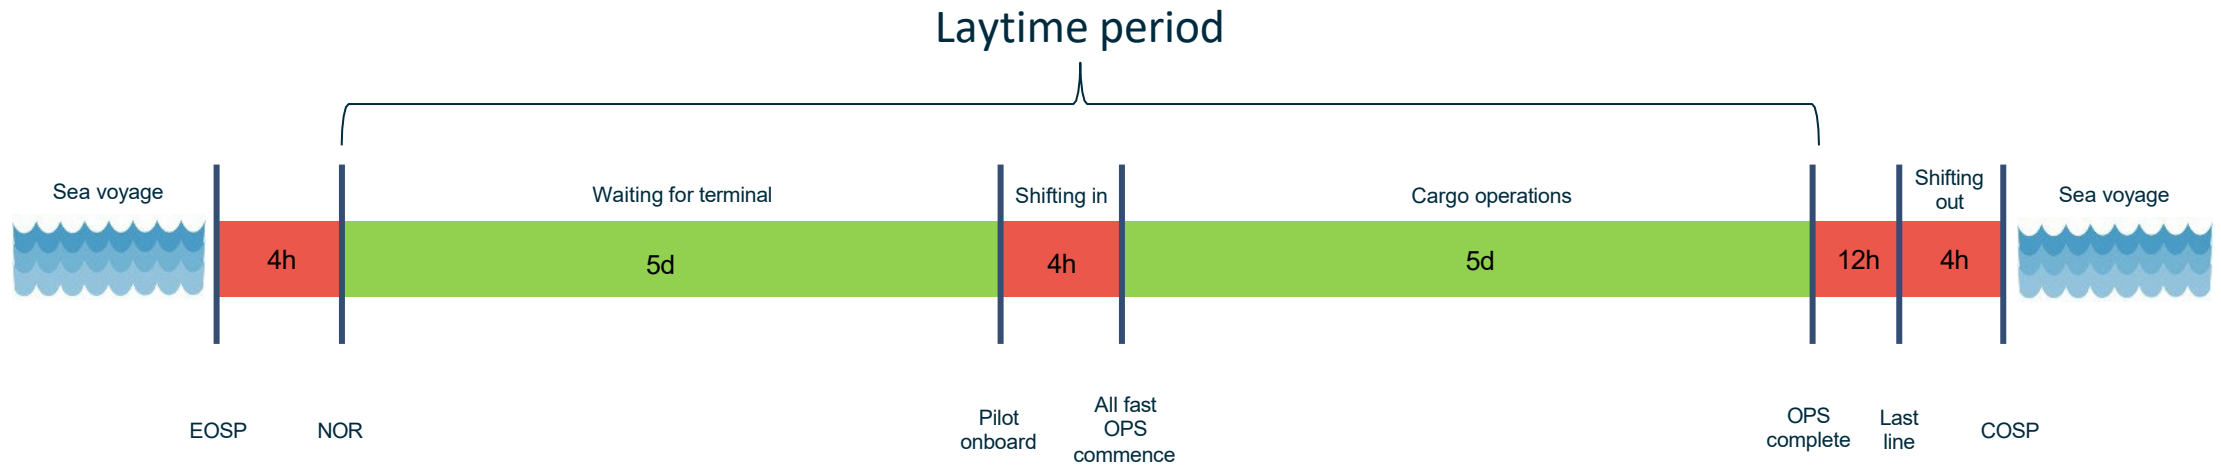 Laytime period
Sea voyage
Waiting for terminal
Shifting in
Cargo operations
Shifting
out
Sea voyage
4h
5d
4h
5d
12h
4h
EOSP
NOR
Pilot
onboard
All fast
OPS
commence
OPS
complete
Last
line
COSP